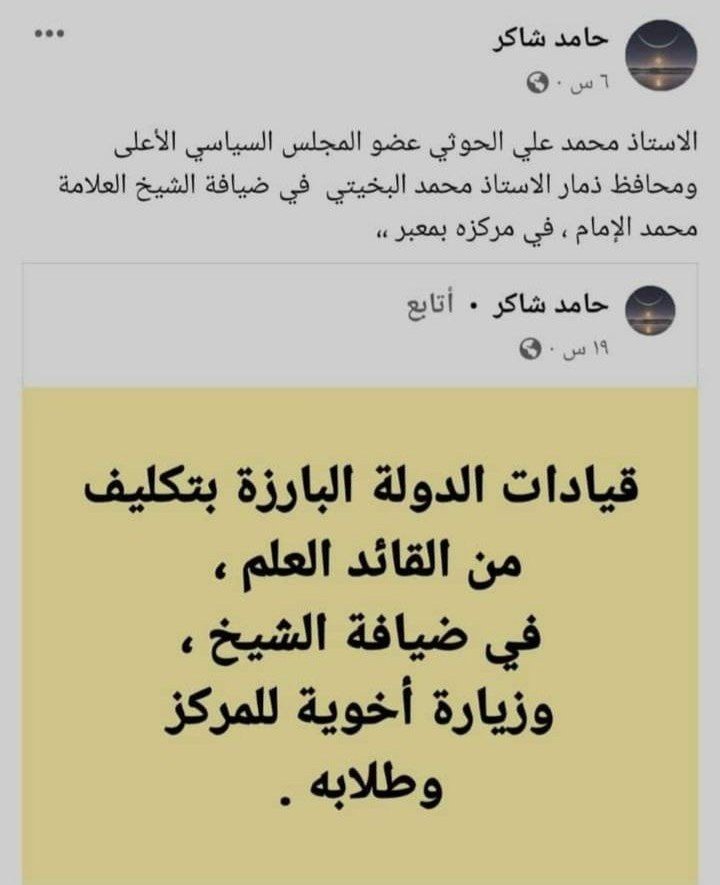 حامد شاكر
٦ س ·
الاستاذ محمد علي الحوثي عضو المجلس السياسي الأعلى
ومحافظ ذمار الاستاذ محمد البخيتي في ضيافة الشيخ العلامة
محمد الإمام ، في مركزه بمعبر ،،
حامد شاكر • أتابع
١٩ س ·
قيادات الدولة البارزة بتكليف
من القائد العلم ،
في ضيافة الشيخ ،
وزيارة أخوية للمركز
وطلابه .